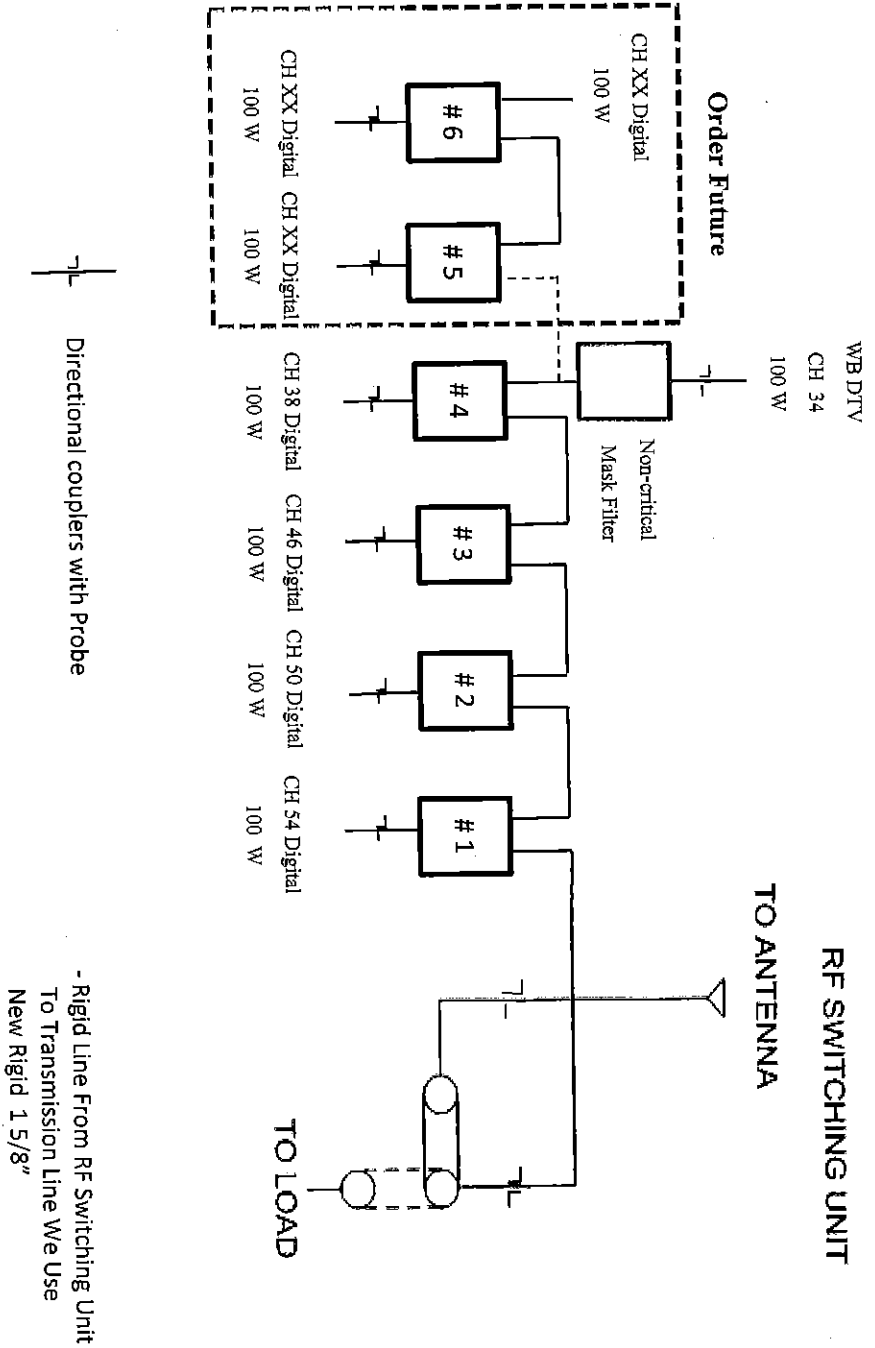 RF SWITCHING UNIT
TO ANTENNA
WB DTV
CH 34
100 W
Order Future
CH XX Digital
100 W
Non-critical
Mask Filter
# 6
# 5
# 4
# 3
# 2
# 1
CH XX Digital
100 W
CH XX Digital
100 W
CH 38 Digital
100 W
CH 46 Digital
100 W
CH 50 Digital
100 W
CH 54 Digital
100 W
TO LOAD
Directional couplers with Probe
- Rigid Line From RF Switching Unit
To Transmission Line We Use
New Rigid 1 5/8"